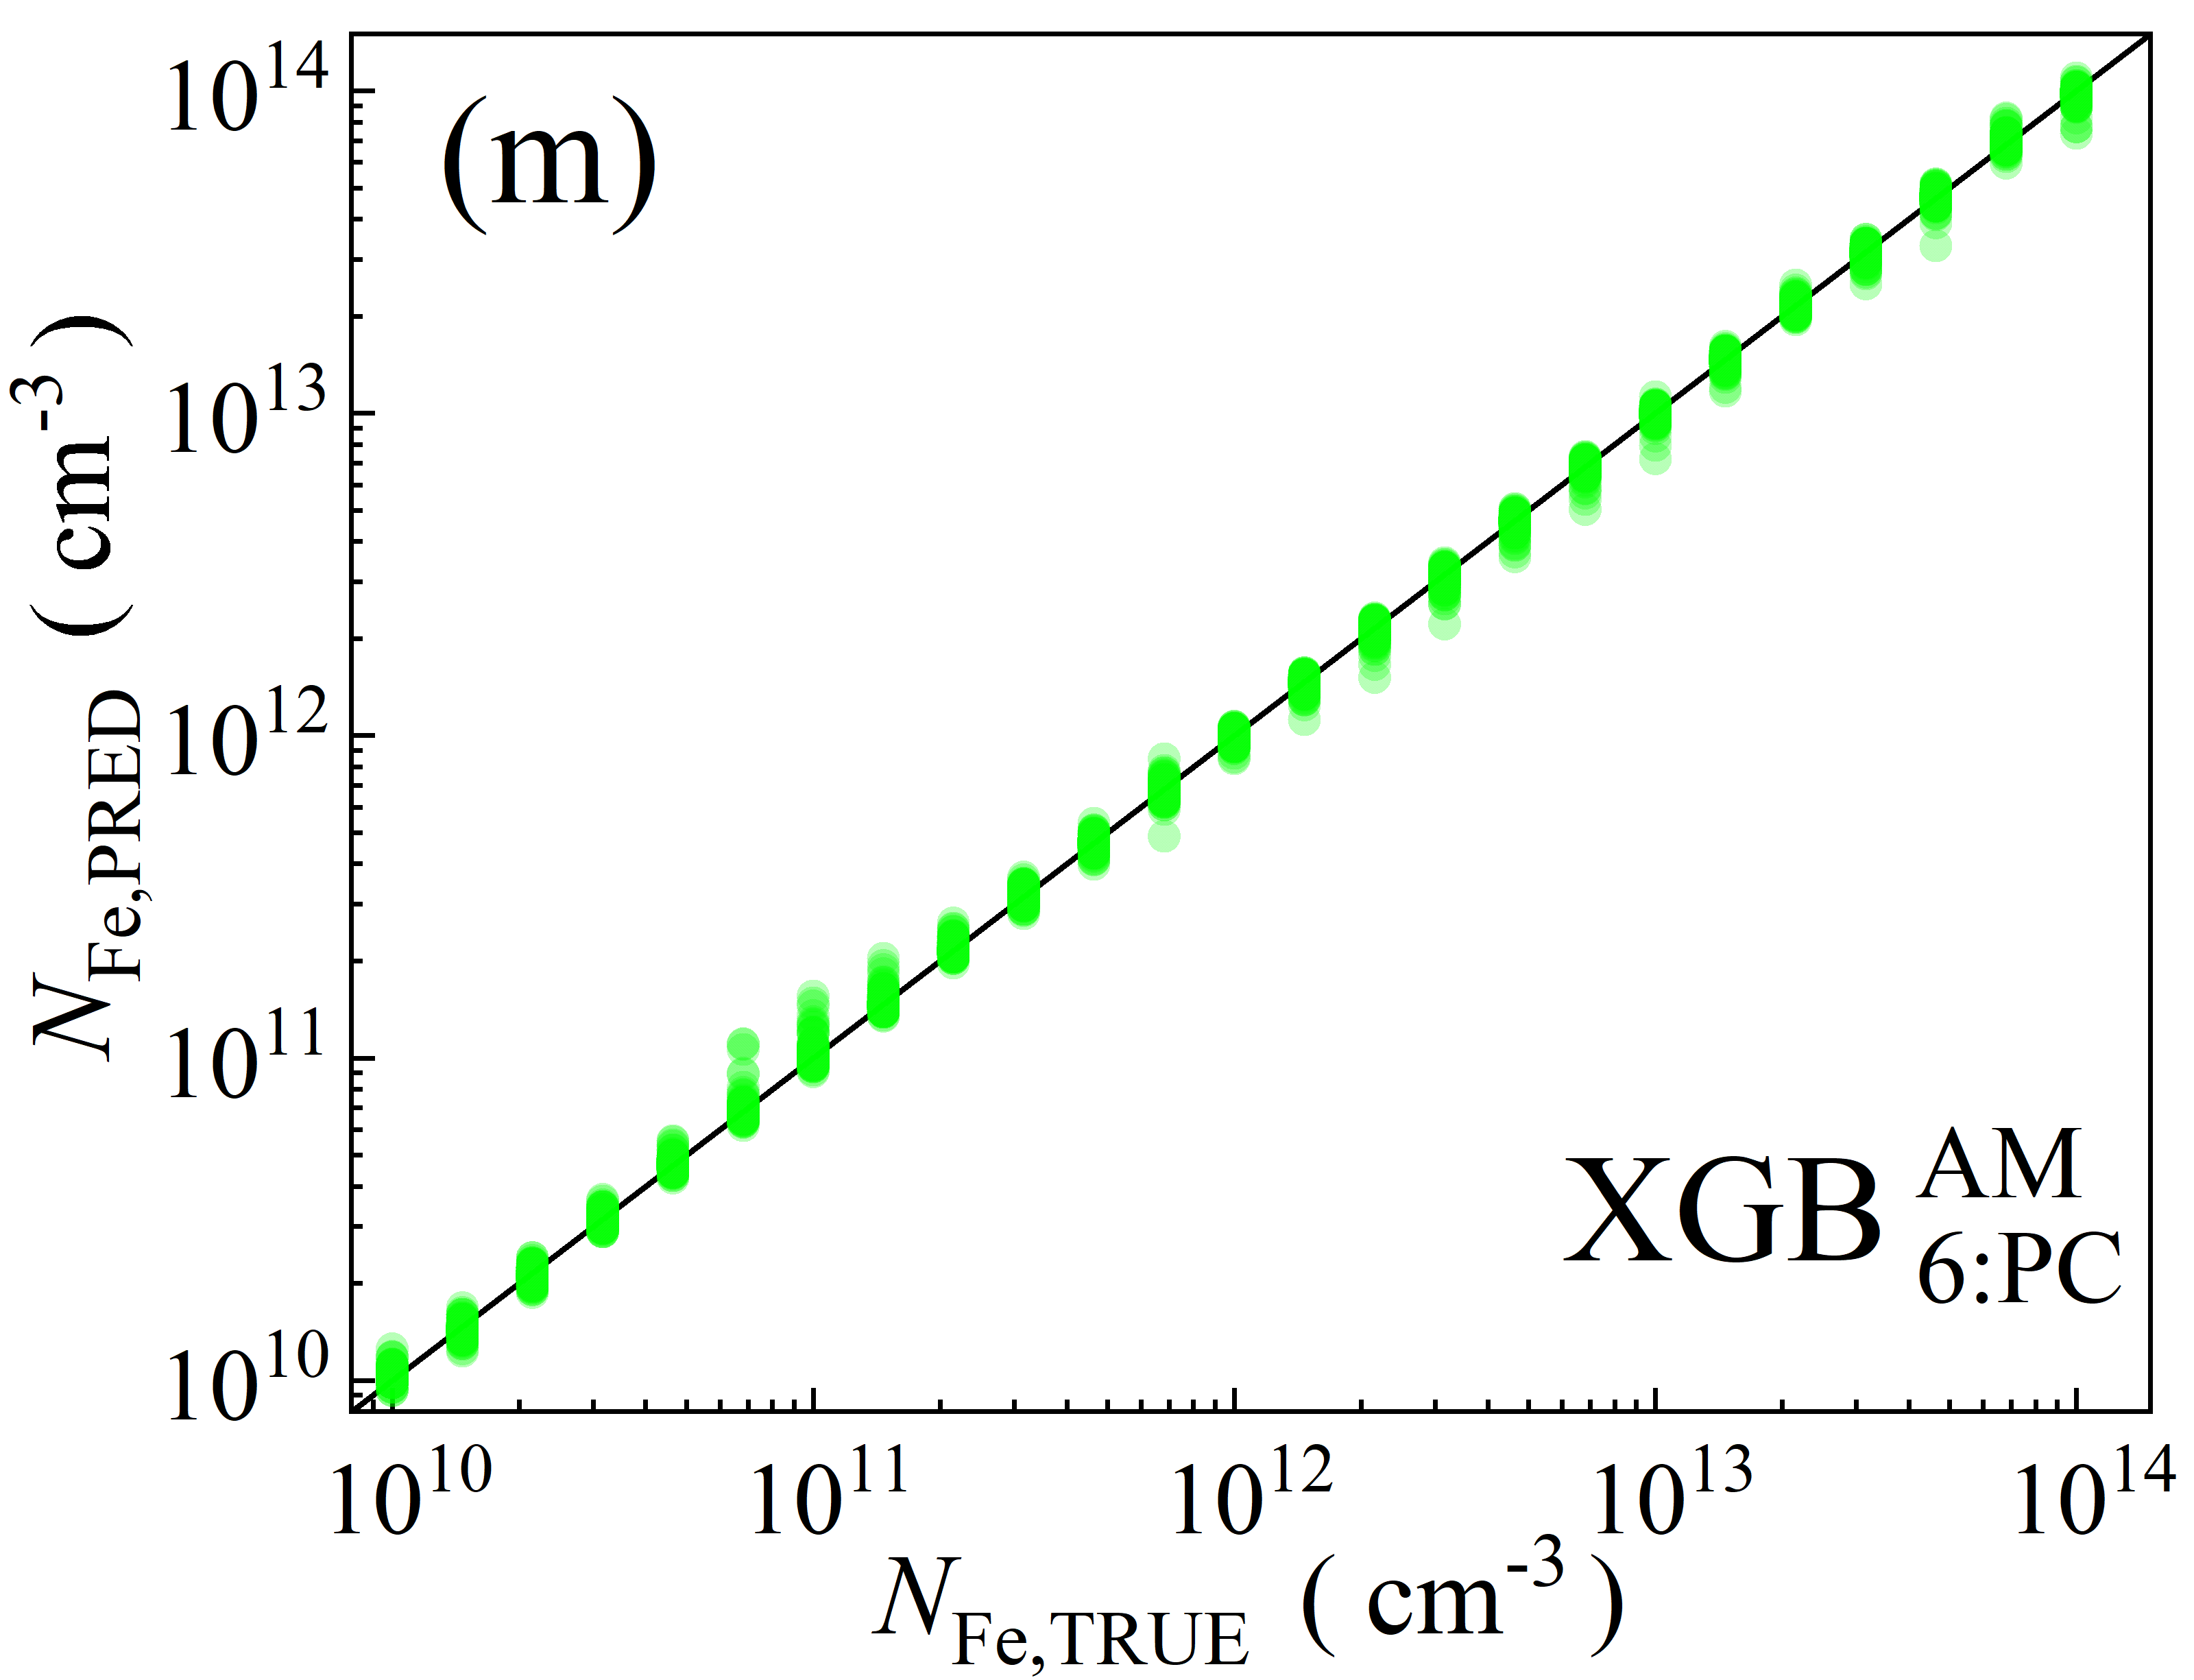 (m)
10^14
10^13
10^12
10^11
10^10
N_Fe,PRED ( cm^-3 )
XGB AM
6:PC
10^10 10^11 10^12 10^13 10^14
N_Fe,TRUE ( cm^-3 )